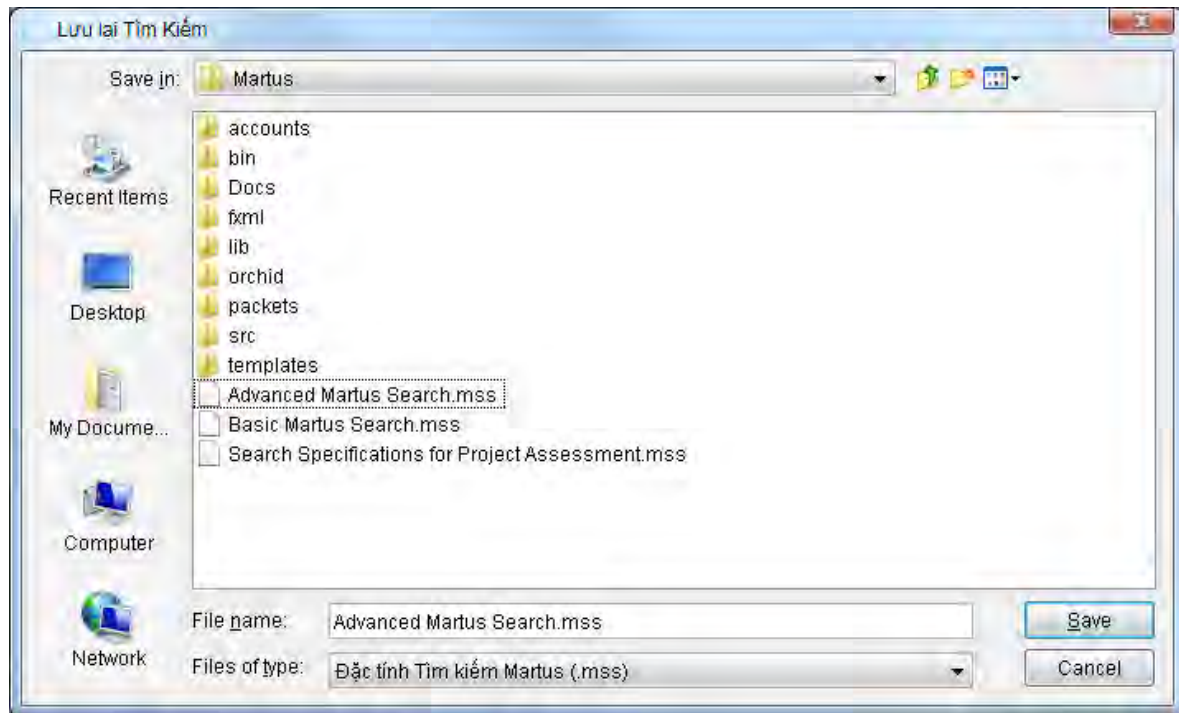 Lưu lại Tìm Kiếm
Save in: Martus
accounts
bin
Docs
fxml
lib
orchid
packets
src
templates
Advanced Martus Search.mss
Basic Martus Search.mss
Search Specifications for Project Assessment.mss
Recent Items
Desktop
My Docume...
Computer
Network
File name: Advanced Martus Search.mss
Save
Files of type: Đặc tính Tìm kiếm Martus (.mss)
Cancel